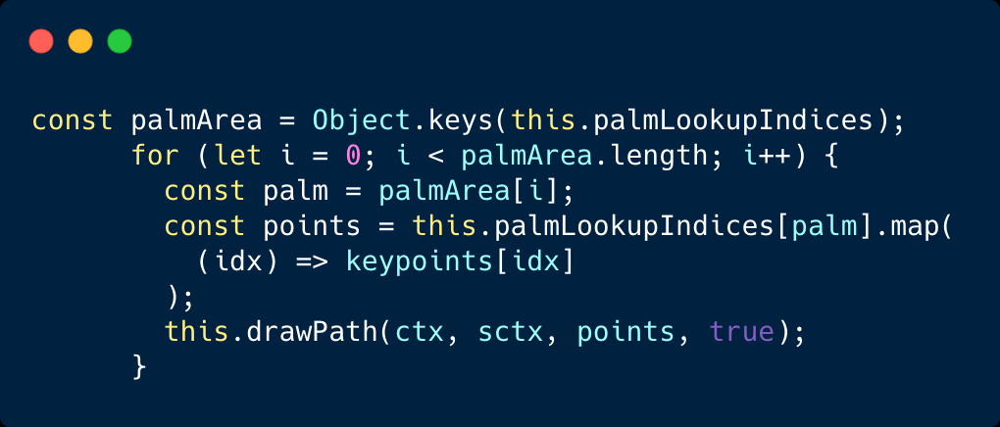 const palmArea = Object.keys(this.palmLookupIndices);
      for (let i = 0; i < palmArea.length; i++) {
        const palm = palmArea[i];
        const points = this.palmLookupIndices[palm].map(
          (idx) => keypoints[idx]
        );
        this.drawPath(ctx, sctx, points, true);
      }